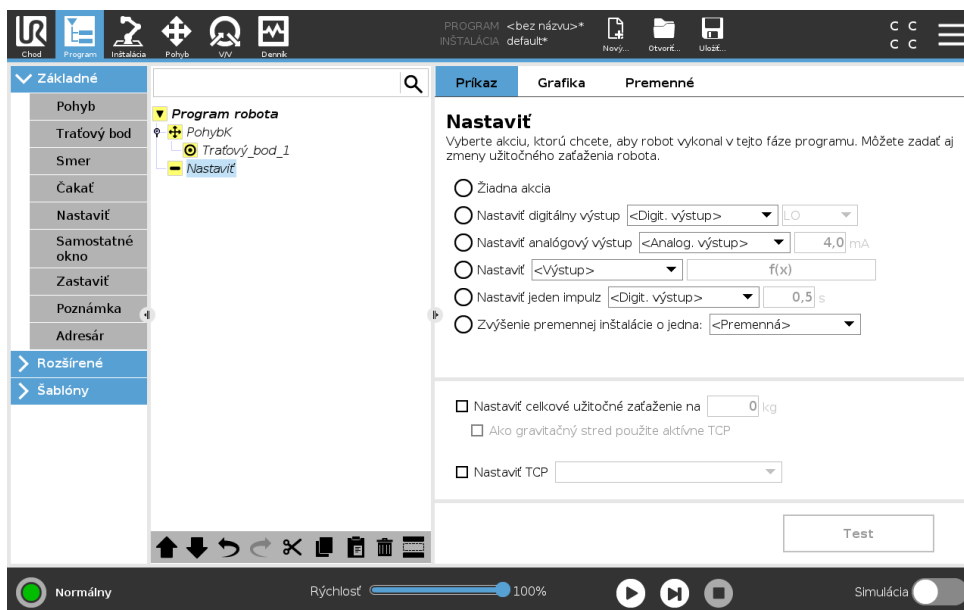 UR
PROGRAM <bez názvu>*
INŠTALÁCIA default*
Chod Program Inštalácia Pohyb V/V Denník Nový... Otvoriť... Uložiť...
C C
C C
Základné
Pohyb
Traťový bod
Smer
Čakať
Nastaviť
Samostatné
okno
Zastaviť
Poznámka
Adresár
Rozšírené
Šablóny
Program robota
PohybK
Traťový_bod_1
Nastaviť
Príkaz Grafika Premenné
Nastaviť
Vyberte akciu, ktorú chcete, aby robot vykonal v tejto fáze programu. Môžete zadať aj
zmeny užitočného zaťaženia robota.
Žiadna akcia
Nastaviť digitálny výstup <Digit. výstup> LO
Nastaviť analógový výstup <Analog. výstup> 4,0 mA
Nastaviť <Výstup> f(x)
Nastaviť jeden impulz <Digit. výstup> 0,5 s
Zvýšenie premennej inštalácie o jedna: <Premenná>
Nastaviť celkové užitočné zaťaženie na 0 kg
Ako gravitačný stred použite aktívne TCP
Nastaviť TCP
Test
Normálny
Rýchlosť 100%
Simulácia